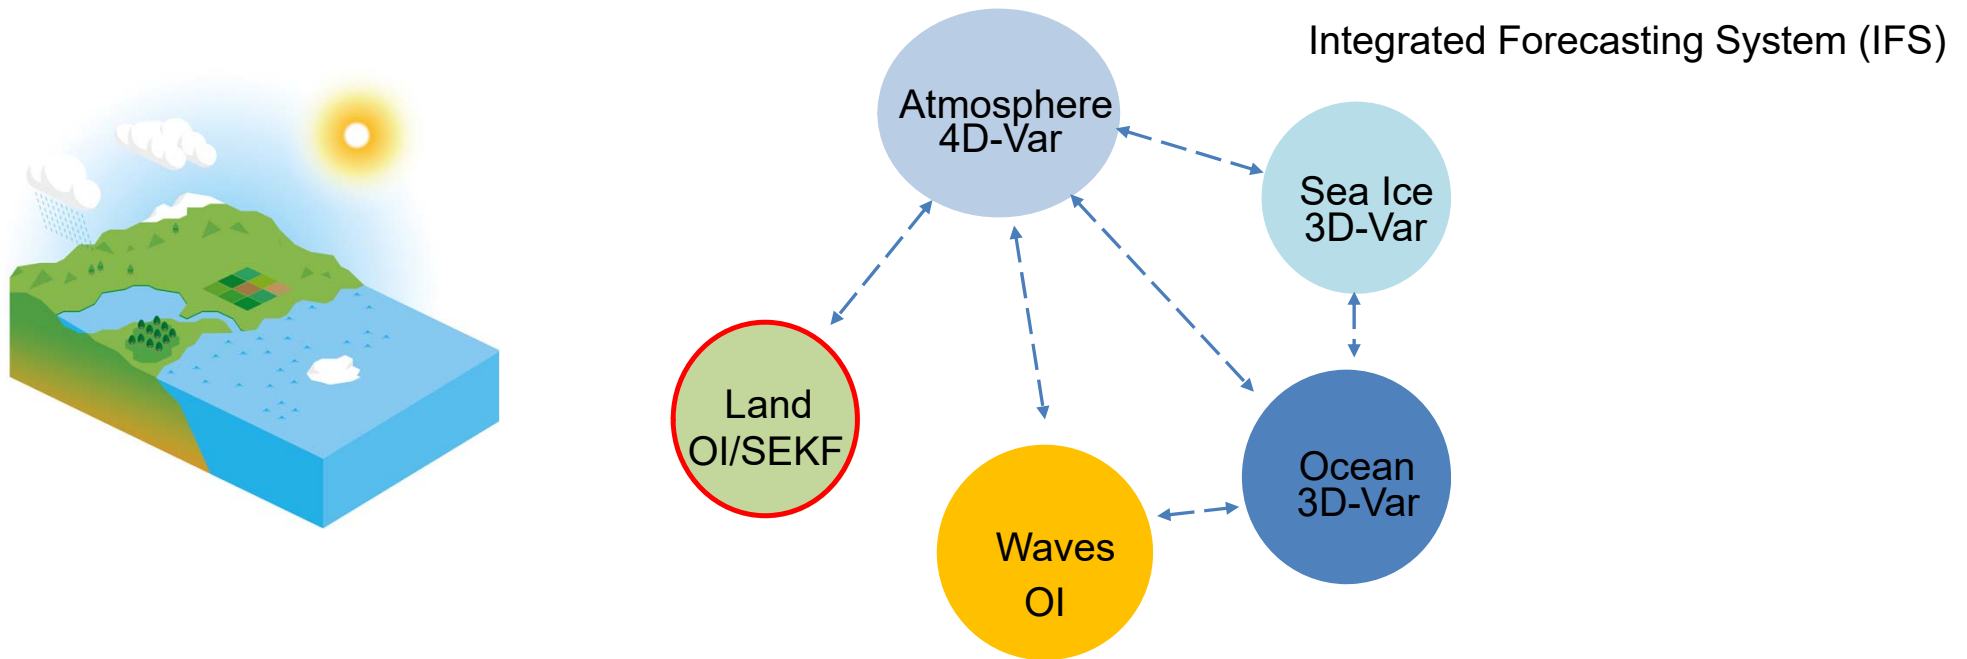 Integrated Forecasting System (IFS)
Atmosphere
4D-Var
Sea Ice
3D-Var
Land
OI/SEKF
Ocean
3D-Var
Waves
OI